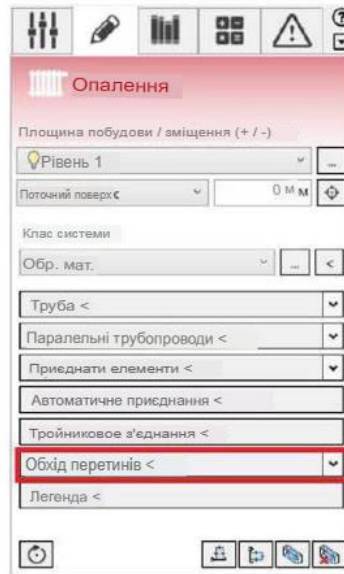 ?
Опалення
Площина побудови / зміщення (+ / -)
Рівень 1 ...
Поточний поверх с 0 м м
Клас системи
Обр. мат. ... <
Труба <
Паралельні трубопроводи <
Приєднати елементи <
Автоматичне приєднання <
Тройниковое з'єднання <
Обхід перетинів <
Легенда <